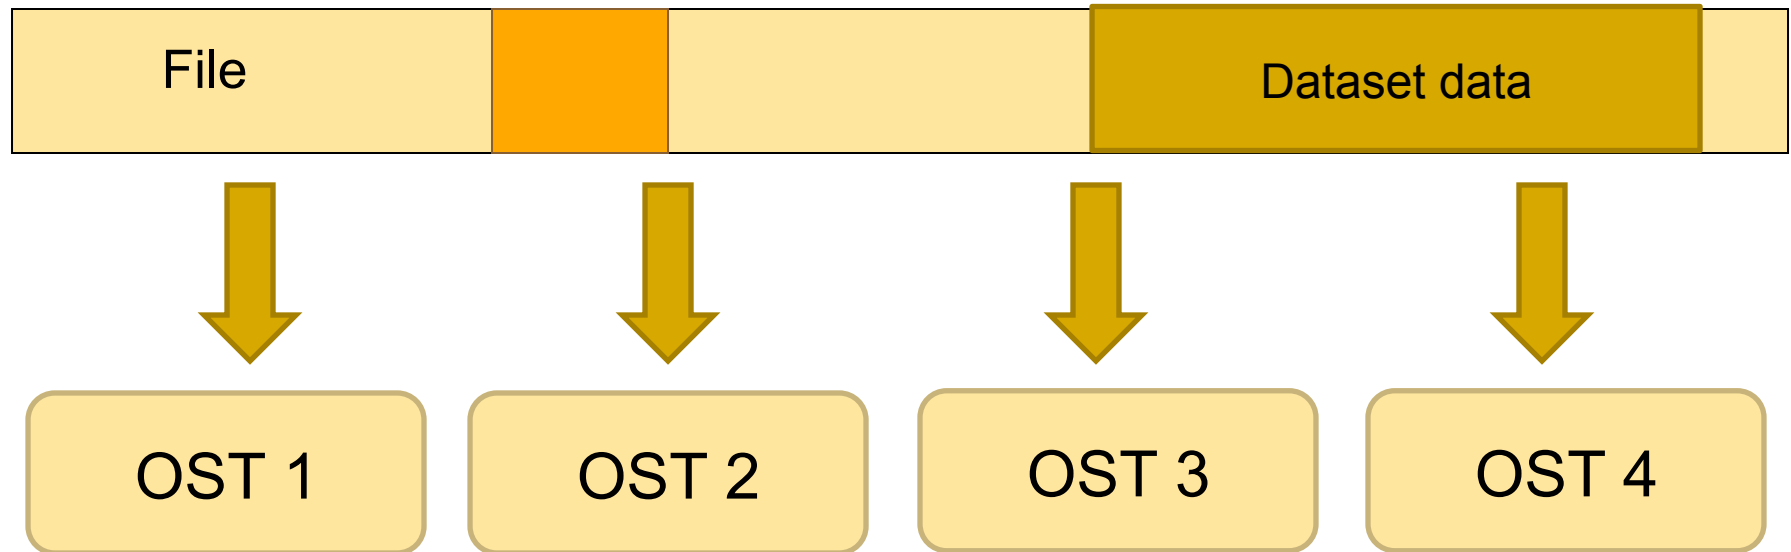 File
Dataset data
OST 1
OST 2
OST 3
OST 4